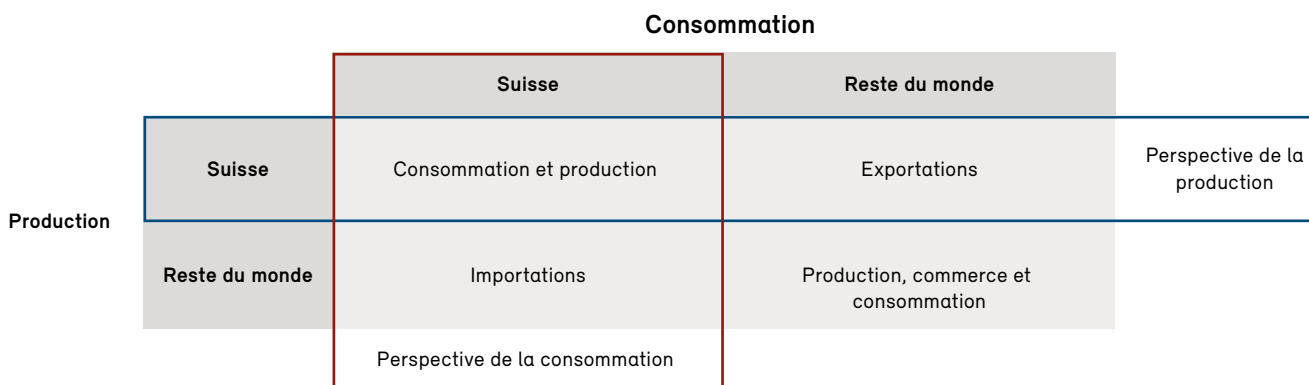 Consommation
Suisse
Reste du monde
Suisse
Consommation et production
Exportations
Perspective de la
production
Production
Reste du monde
Importations
Production, commerce et
consommation
Perspective de la consommation